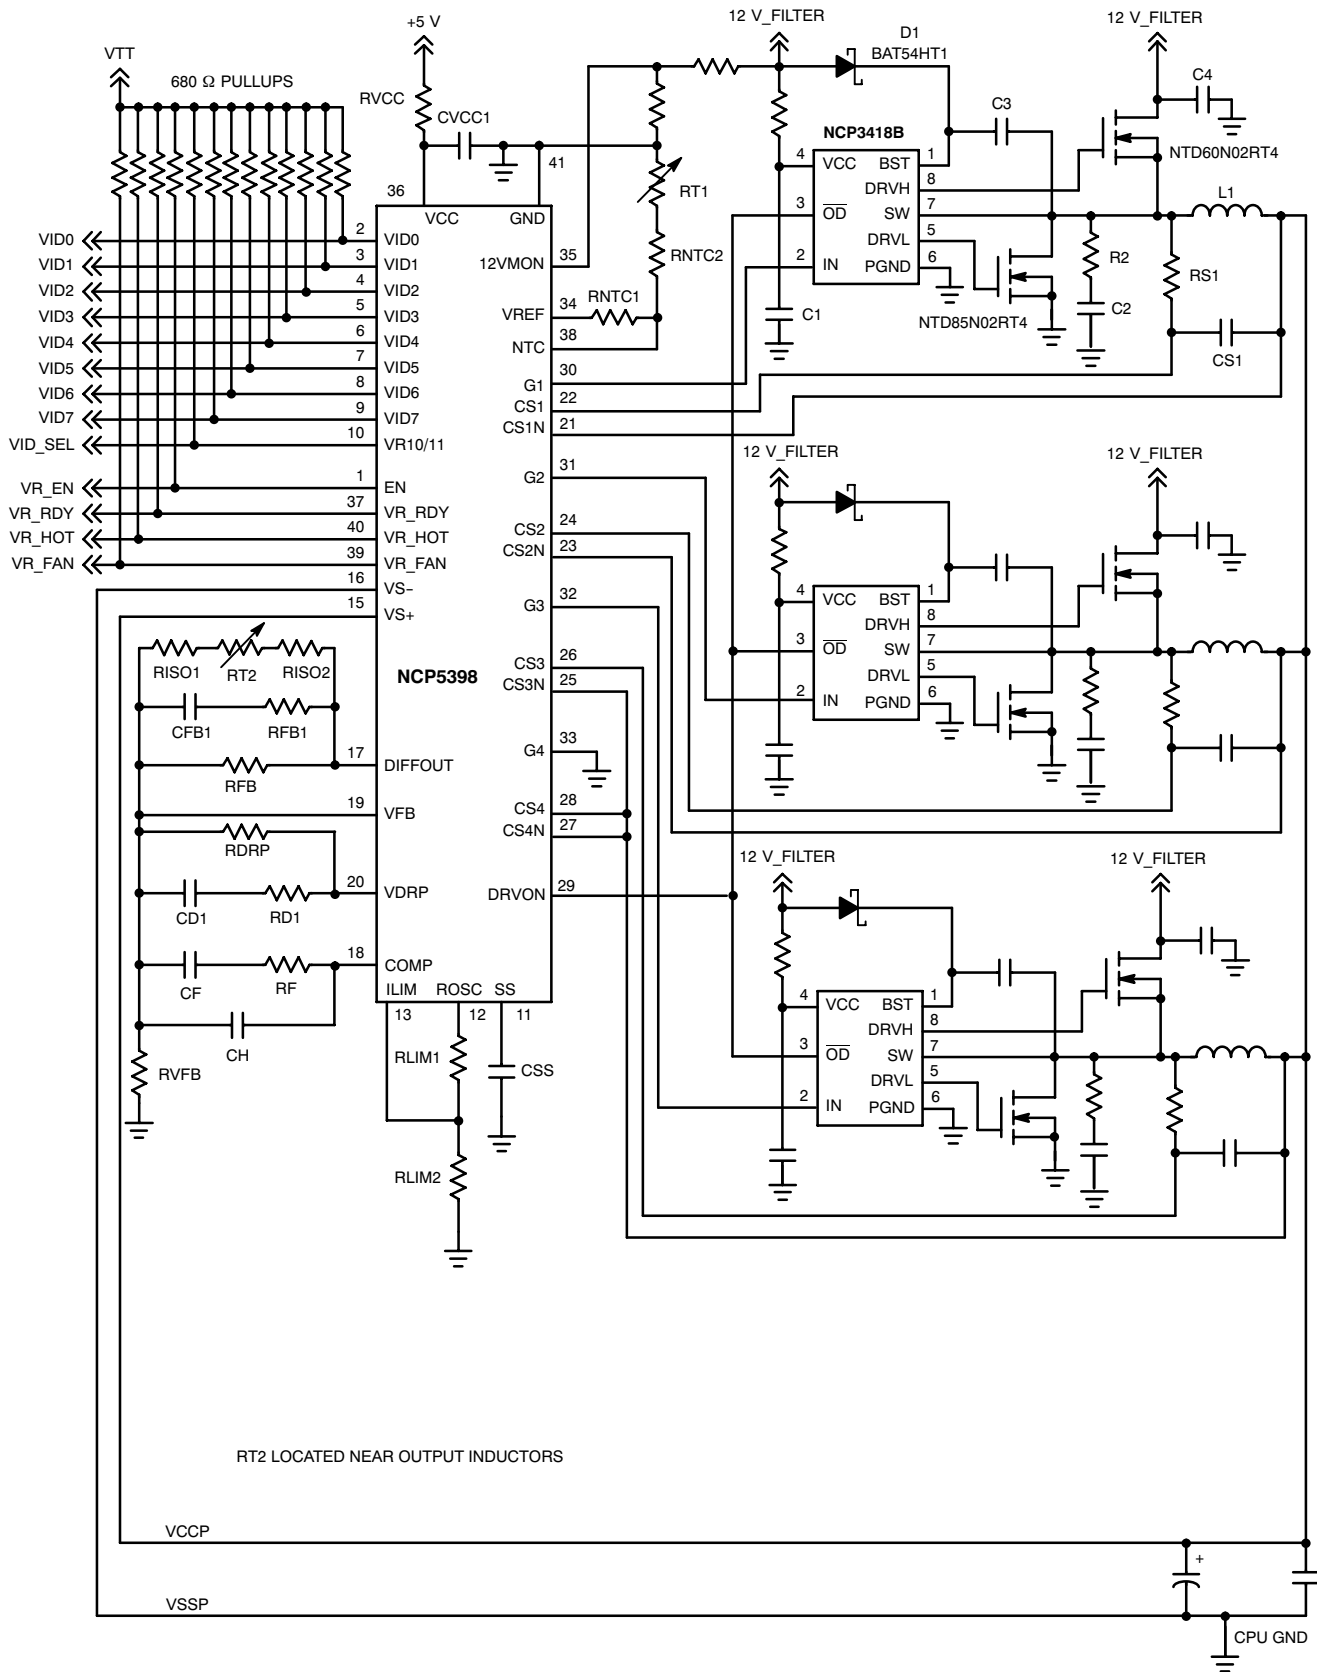 12 V_FILTER
12 V_FILTER
+5 V
D1
BAT54HT1
VTT
680 Ω PULLUPS
RVCC
CVCC1
C4
C3
NCP3418B
NTD60N02RT4
41
36
VCC
GND
RT1
4
VCC
BST
1
DRVH
8
L1
3
OD
SW
7
DRVL
5
2
IN
PGND
6
R2
RS1
NTD85N02RT4
C2
C1
CS1
VID0
2
VID0
VID1
3
VID1
VID2
4
VID2
VID3
5
VID3
VID4
6
VID4
VID5
7
VID5
VID6
8
VID6
VID7
9
VID7
VID_SEL
10
VR10/11
VR_EN
1
EN
VR_RDY
37
VR_RDY
VR_HOT
40
VR_HOT
VR_FAN
39
VR_FAN
16
VS−
15
VS+
12VMON
35
RNTC2
RNTC1
VREF
34
NTC
38
G1
30
CS1
22
CS1N
21
G2
31
CS2
24
CS2N
23
G3
32
CS3
26
CS3N
25
G4
33
CS4
28
CS4N
27
DRVON
29
NCP5398
RISO1
RT2
RISO2
CFB1
RFB1
17
DIFFOUT
RFB
19
VFB
RDRP
20
VDRP
CD1
RD1
18
COMP
CF
RF
CH
RVFB
ILIM
ROSC
SS
13
12
11
RLIM1
CSS
RLIM2
12 V_FILTER
12 V_FILTER
4
VCC
BST
1
DRVH
8
3
OD
SW
7
DRVL
5
2
IN
PGND
6
12 V_FILTER
12 V_FILTER
4
VCC
BST
1
DRVH
8
3
OD
SW
7
DRVL
5
2
IN
PGND
6
RT2 LOCATED NEAR OUTPUT INDUCTORS
VCCP
+
VSSP
CPU GND